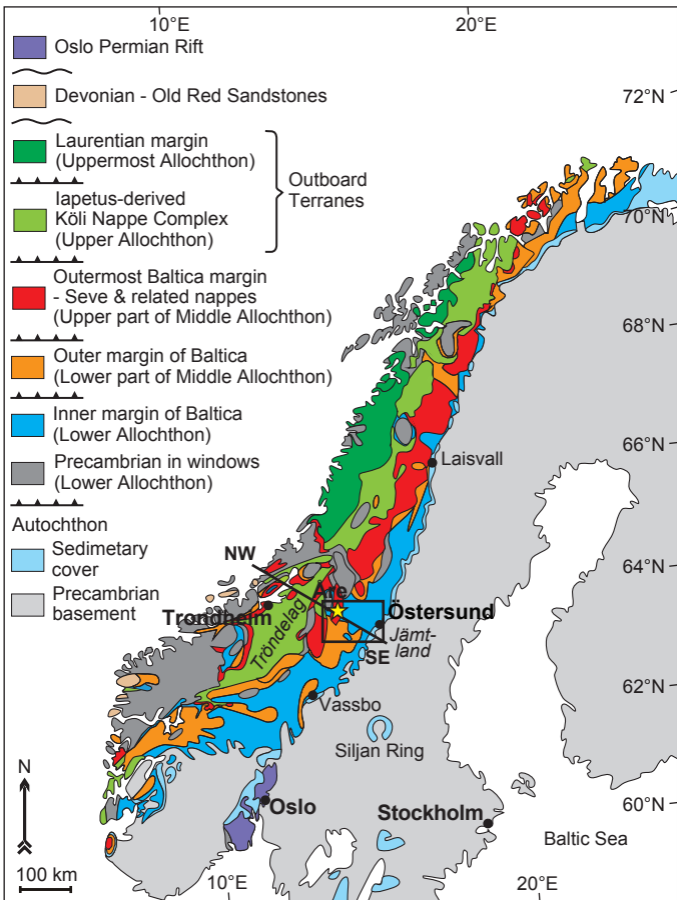 10°E
20°E
Oslo Permian Rift
Devonian - Old Red Sandstones
Laurentian margin
(Uppermost Allochthon)
Outboard
Terranes
Iapetus-derived
Köli Nappe Complex
(Upper Allochthon)
Outermost Baltica margin
- Seve & related nappes
(Upper part of Middle Allochthon)
Outer margin of Baltica
(Lower part of Middle Allochthon)
Inner margin of Baltica
(Lower Allochthon)
Precambrian in windows
(Lower Allochthon)
Autochthon
Sedimetary
cover
Precambrian
basement
72°N
70°N
68°N
66°N
64°N
62°N
60°N
Laisvall
NW
Åre
Trondheim
Tröndelag
Östersund
Jämt-
land
SE
Vassbo
Siljan Ring
Oslo
Stockholm
Baltic Sea
N
100 km
10°E
20°E